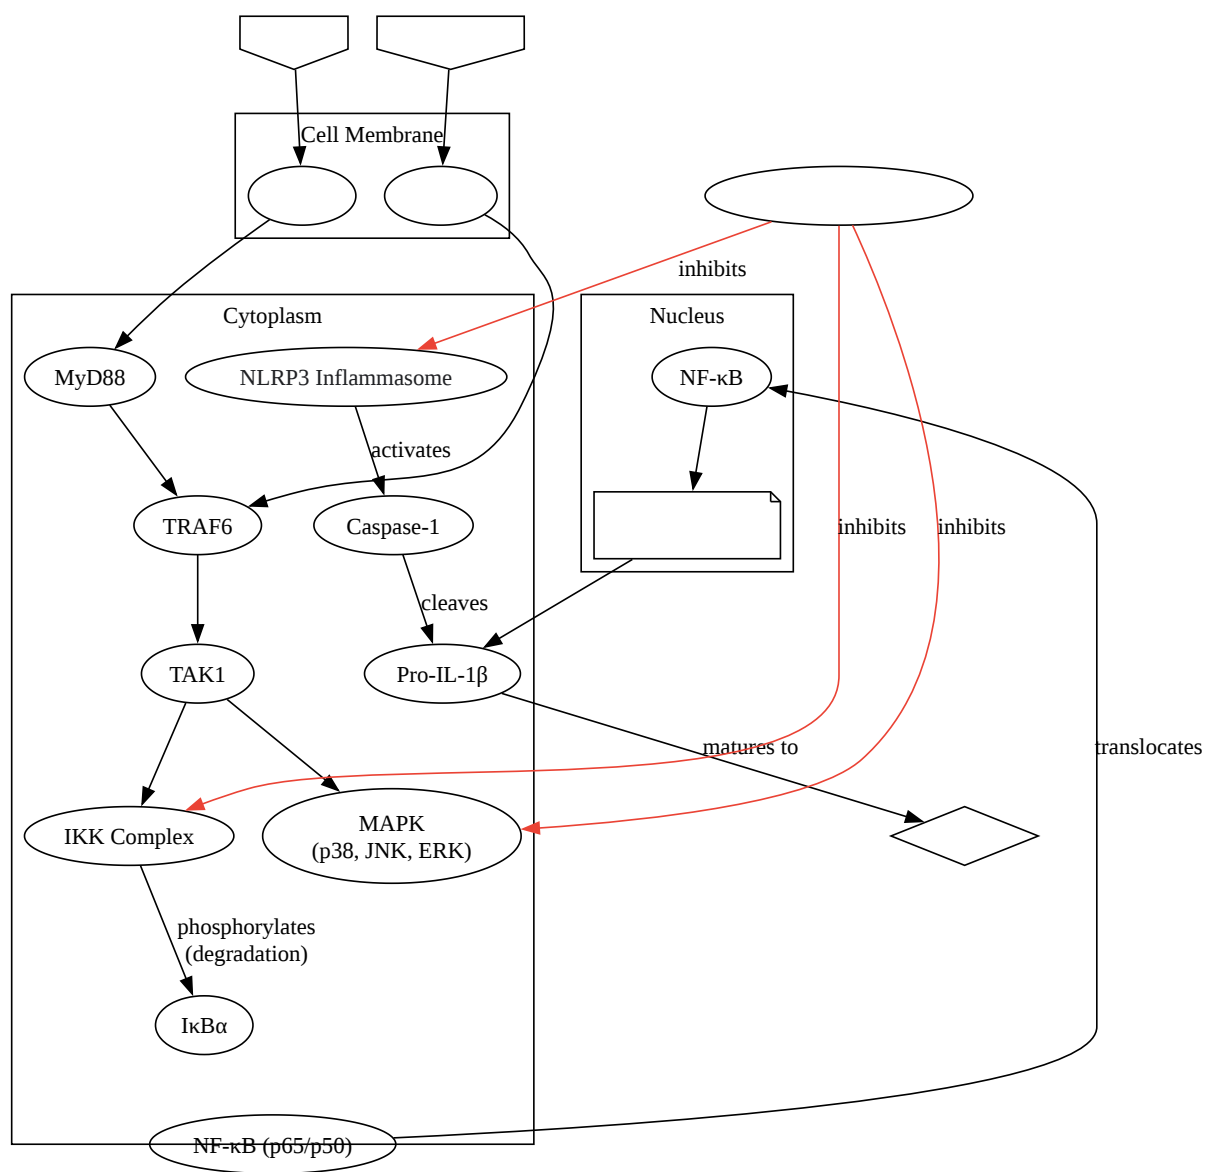 Cell Membrane
inhibits
Cytoplasm
Nucleus
MyD88
NLRP3 Inflammasome
NF-κB
activates
TRAF6
Caspase-1
inhibits
inhibits
cleaves
TAK1
Pro-IL-1β
matures to
translocates
IKK Complex
MAPK
(p38, JNK, ERK)
phosphorylates
(degradation)
IκBα
NF-κB (p65/p50)